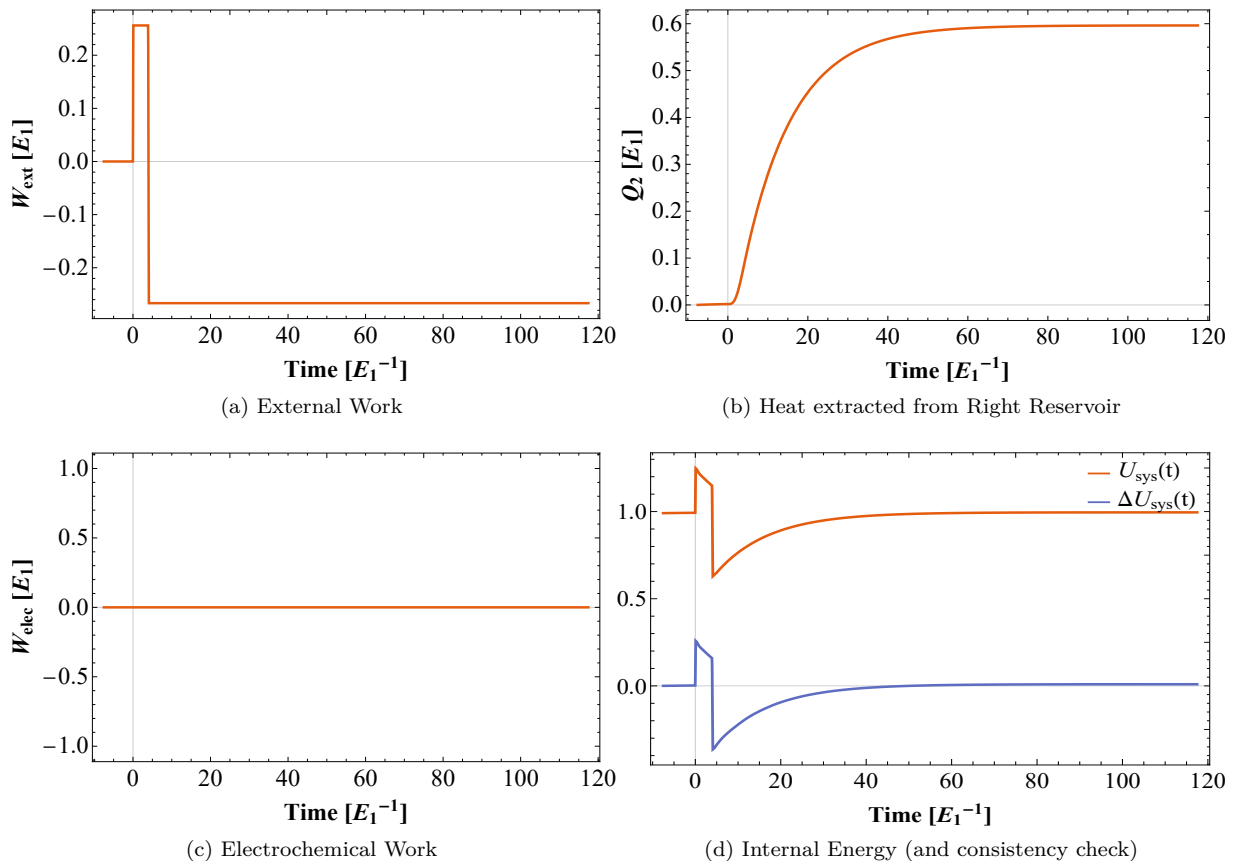 0.2
0.1
0.0
−0.1
−0.2
W_ext [E_1]
0 20 40 60 80 100 120
Time [E_1^−1]
(a) External Work
0.6
0.5
0.4
0.3
0.2
0.1
0.0
Q_2 [E_1]
0 20 40 60 80 100 120
Time [E_1^−1]
(b) Heat extracted from Right Reservoir
1.0
0.5
0.0
−0.5
−1.0
W_elec [E_1]
0 20 40 60 80 100 120
Time [E_1^−1]
(c) Electrochemical Work
U_sys(t)
ΔU_sys(t)
1.0
0.5
0.0
0 20 40 60 80 100 120
Time [E_1^−1]
(d) Internal Energy (and consistency check)